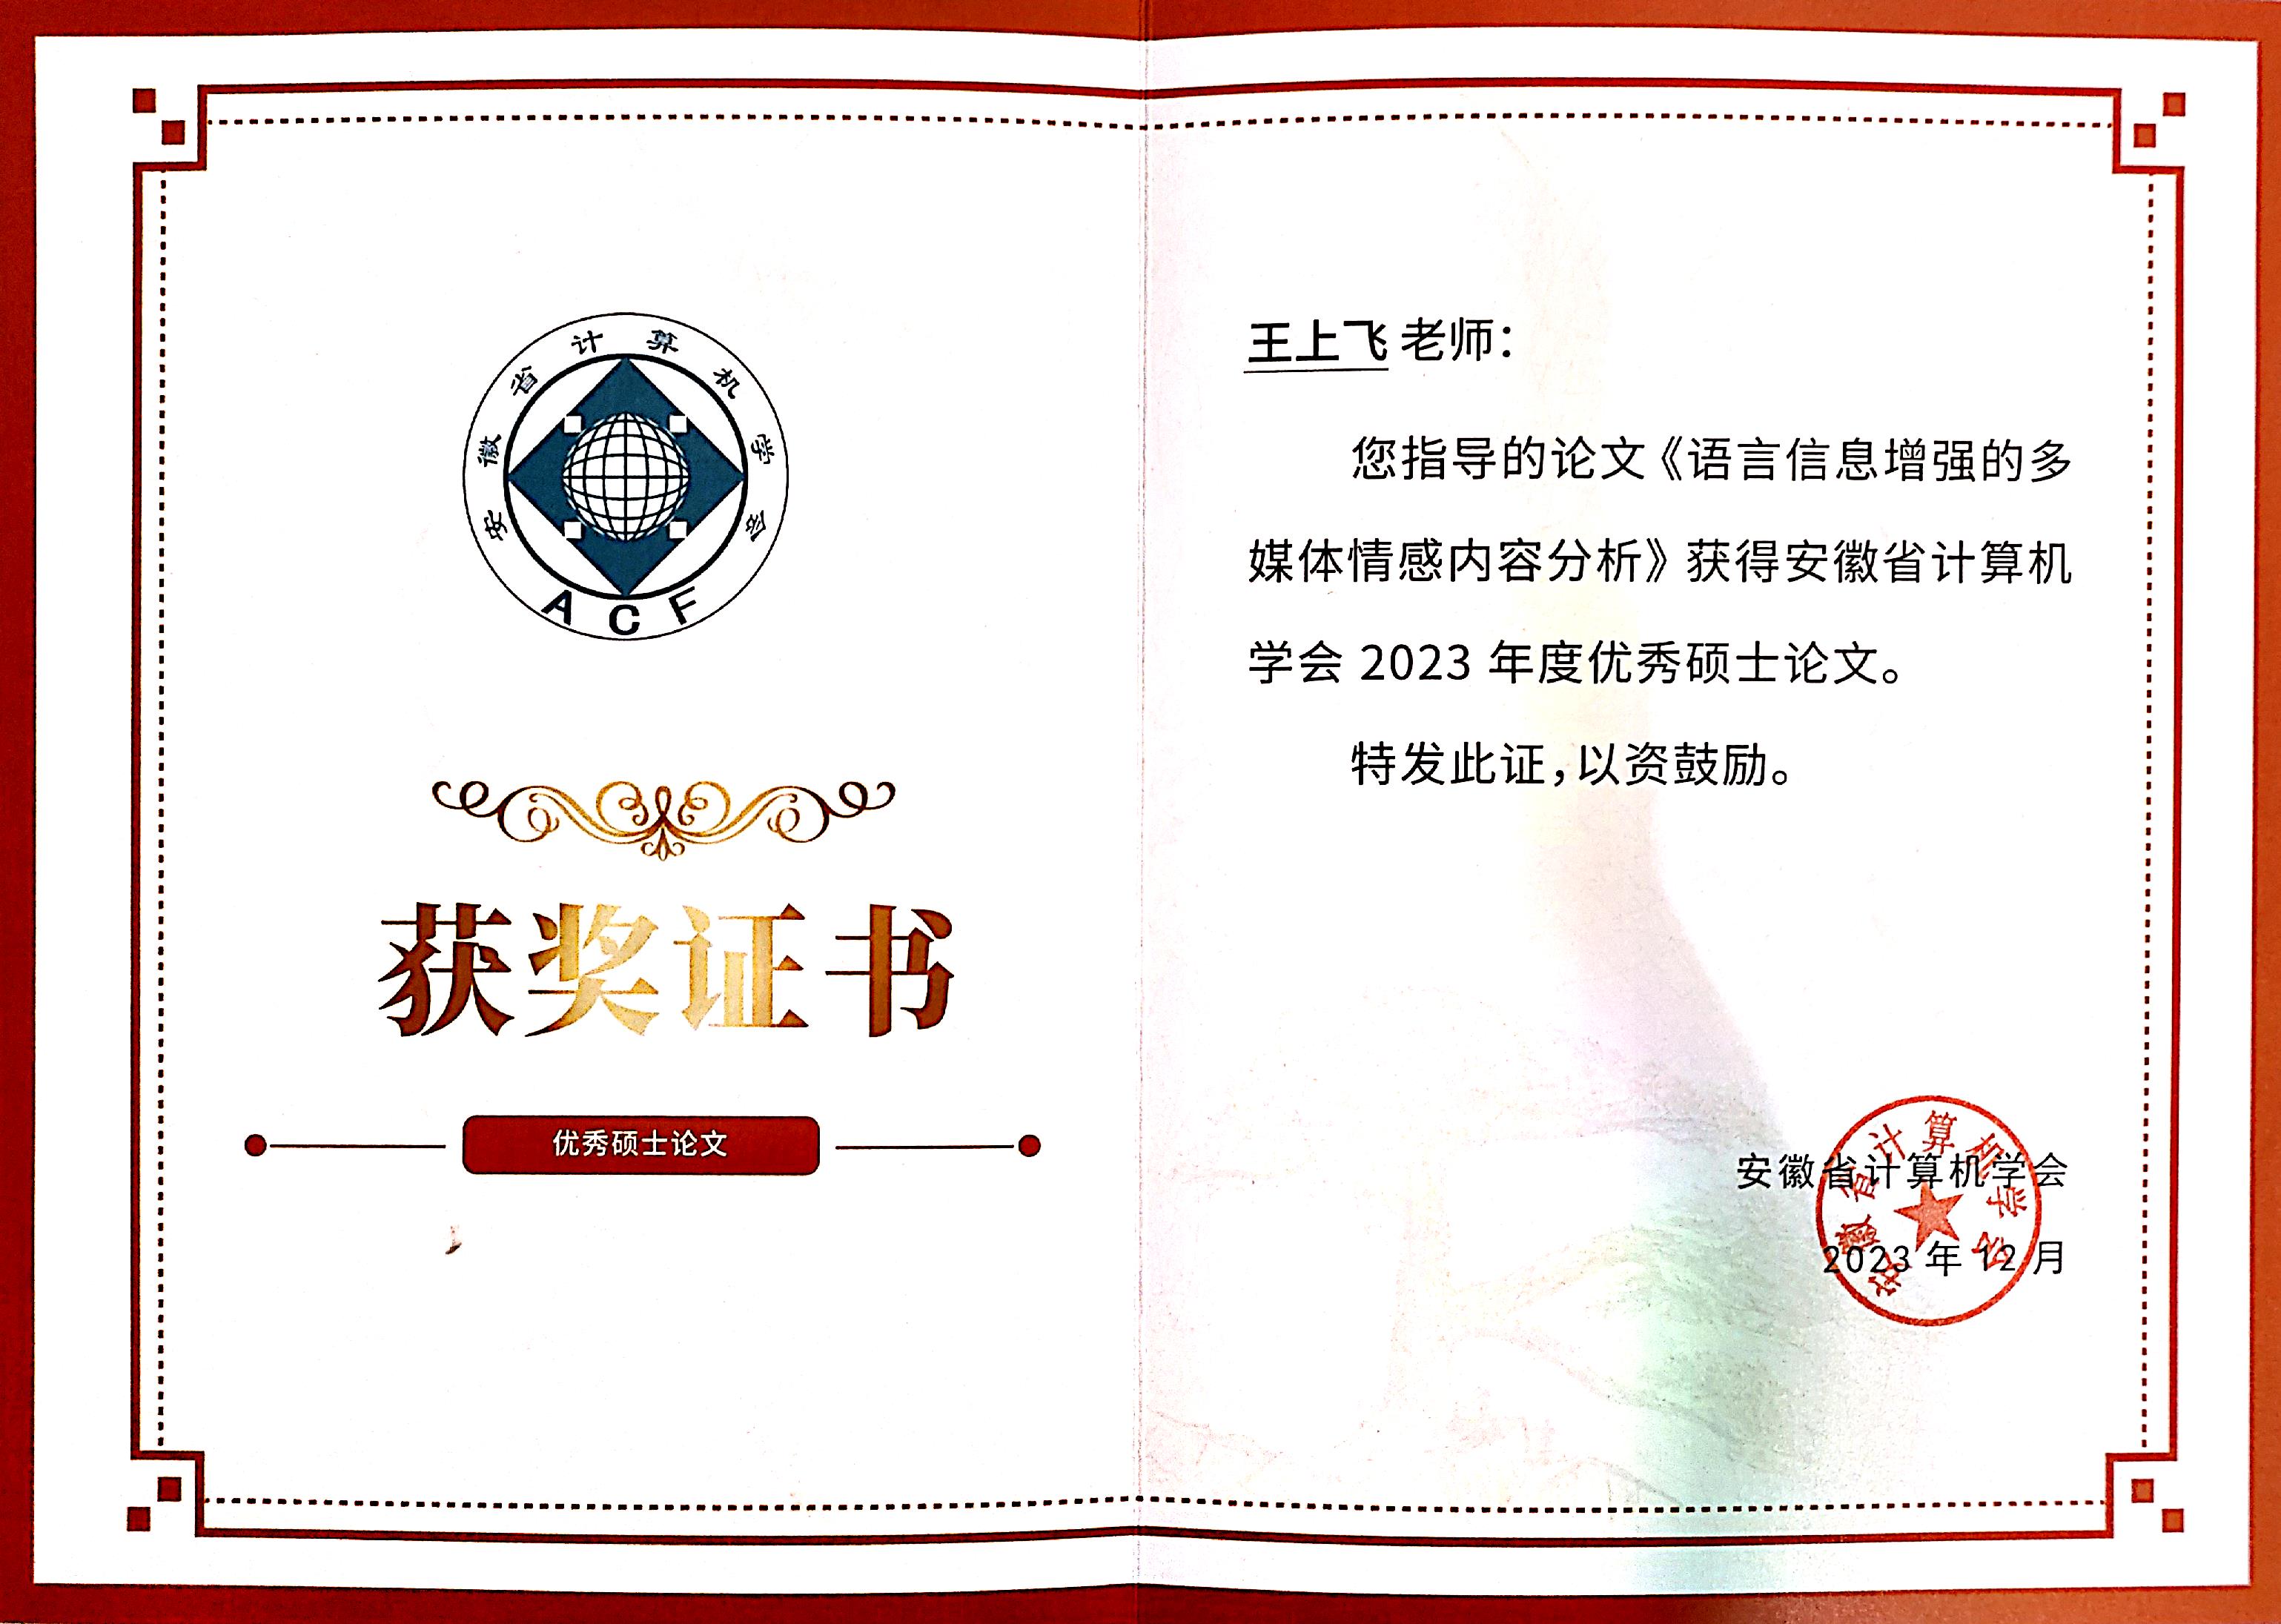 安徽省计算机学会
ACF
获奖证书
优秀硕士论文
王上飞 老师：
您指导的论文《语言信息增强的多
媒体情感内容分析》获得安徽省计算机
学会 2023 年度优秀硕士论文。
特发此证，以资鼓励。
安徽省计算机学会
2023 年 12 月
安徽省计算机学会